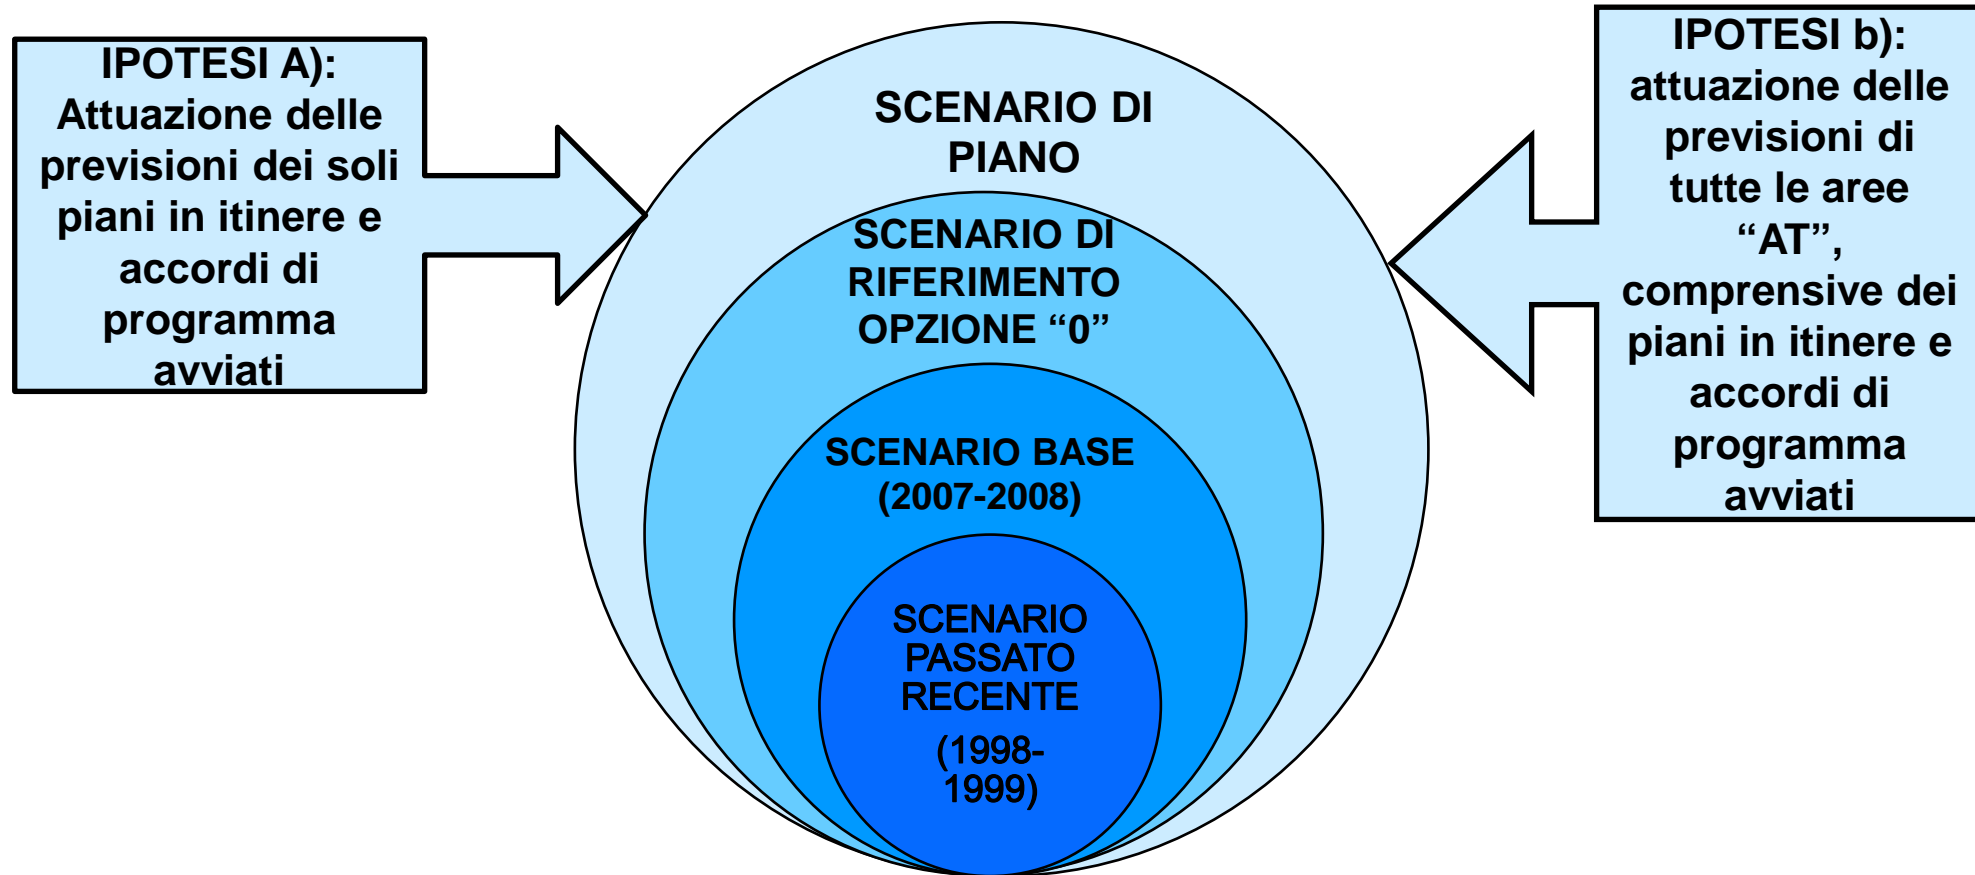 IPOTESI A):
Attuazione delle
previsioni dei soli
piani in itinere e
accordi di
programma
avviati
SCENARIO DI
PIANO
SCENARIO DI
RIFERIMENTO
OPZIONE “0”
SCENARIO BASE
(2007-2008)
SCENARIO
PASSATO
RECENTE
(1998-
1999)
IPOTESI b):
attuazione delle
previsioni di
tutte le aree
“AT”,
comprensive dei
piani in itinere e
accordi di
programma
avviati